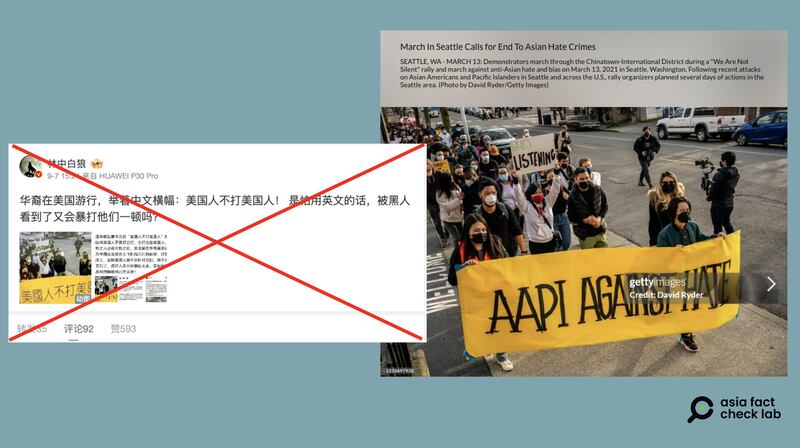 林中白狼
9-7 15:21 来自 HUAWEI P30 Pro
华裔在美国游行，举着中文横幅：美国人不打美国人！ 是怕用英文的话，被黑人
看到了又会暴打他们一顿吗？
美國人不打美
动图
转发35
评论92
赞593
March In Seattle Calls for End To Asian Hate Crimes
SEATTLE, WA - MARCH 13: Demonstrators march through the Chinatown-International District during a "We Are Not
Silent" rally and march against anti-Asian hate and bias on March 13, 2021 in Seattle, Washington. Following recent attacks
on Asian Americans and Pacific Islanders in Seattle and across the U.S., rally organizers planned several days of actions in the
Seattle area. (Photo by David Ryder/Getty Images)
LISTENING
AAPI AGAINST HATE
gettyimages
Credit: David Ryder
1231697933
asia fact
check lab